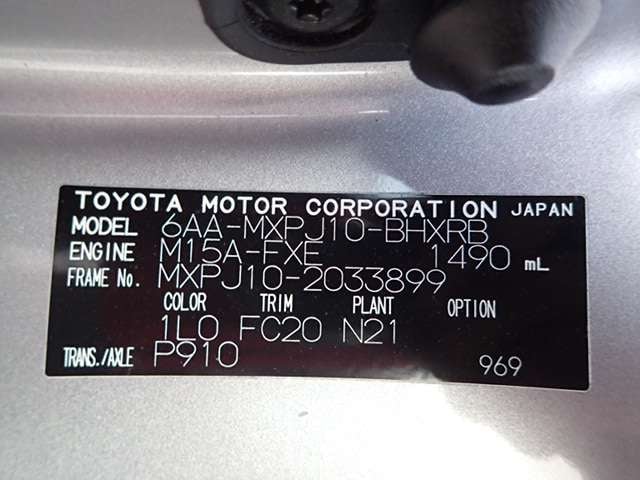 TOYOTA MOTOR CORPORATION JAPAN
MODEL 6AA-MXPJ10-BHXRB
ENGINE M15A-FXE 1490 mL
FRAME No. MXPJ10-2033899
COLOR TRIM PLANT OPTION
1L0 FC20 N21
TRANS./AXLE P910 969